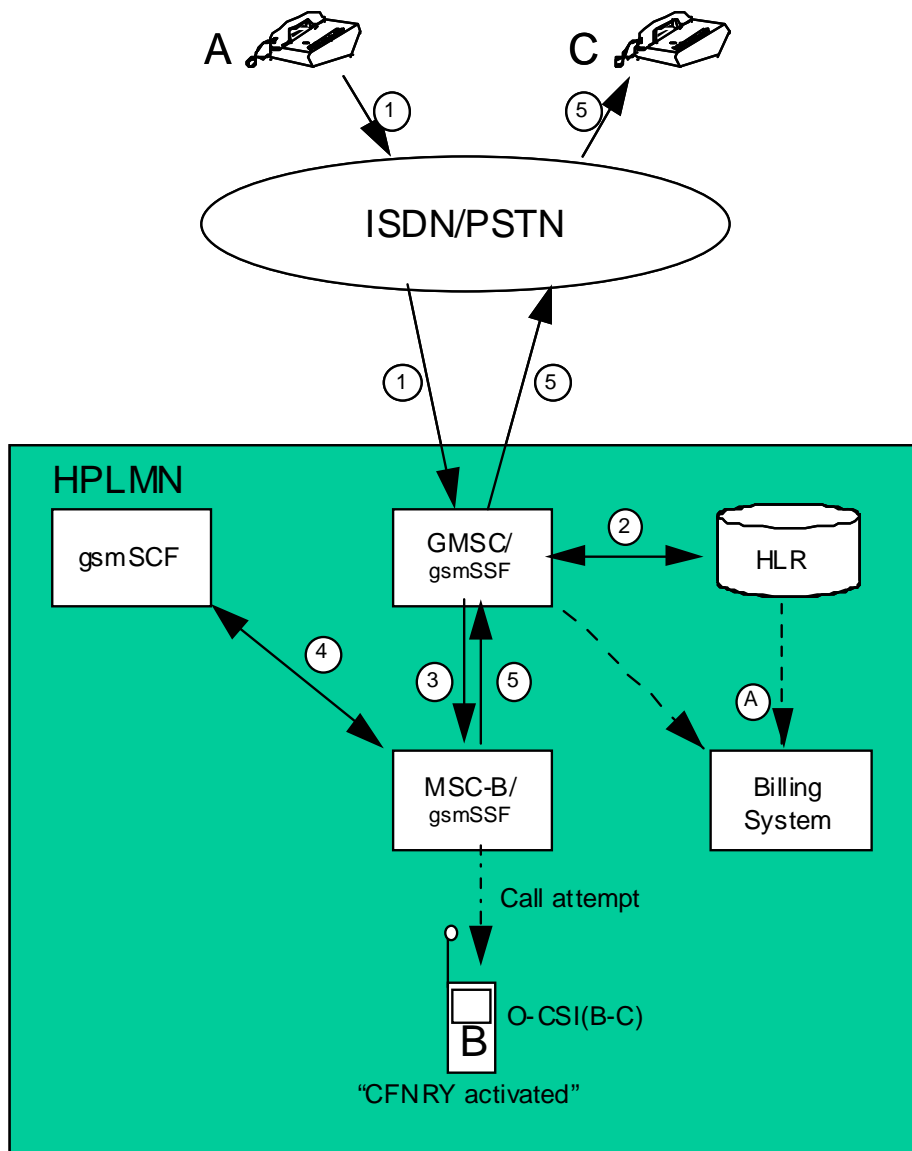 A
C
1
5
ISDN/PSTN
1
5
HPLMN
gsmSCF
GMSC/
gsmSSF
2
HLR
4
3
5
A
MSC-B/
gsmSSF
Billing
System
Call attempt
O-CSI(B-C)
B
“CFNRY activated”